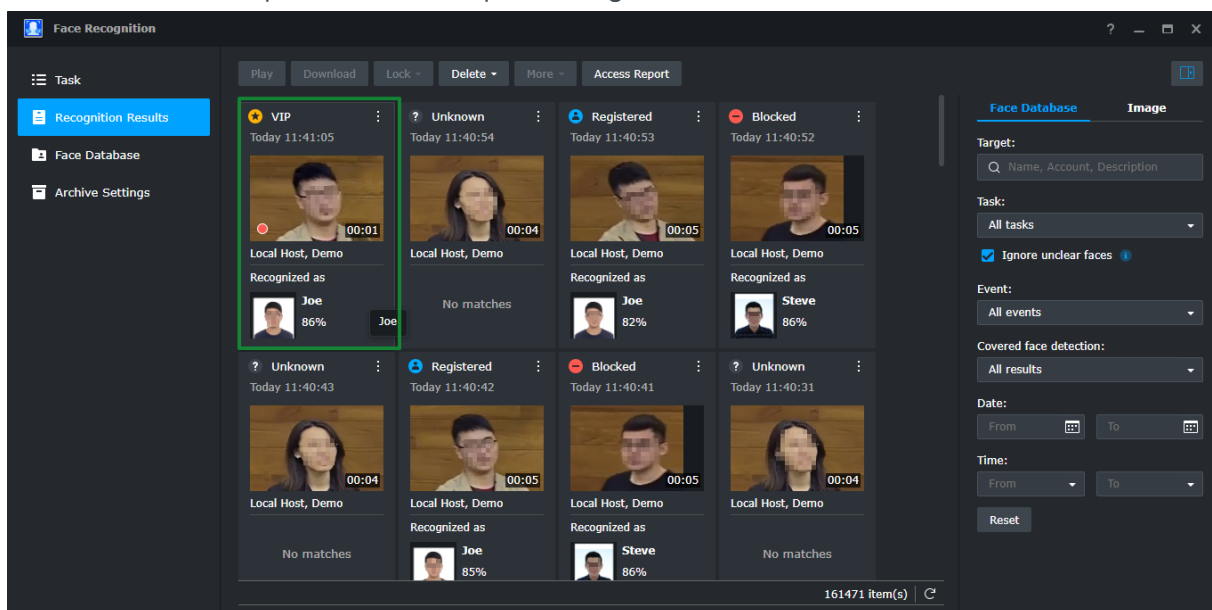 Face Recognition
Task
Recognition Results
Face Database
Archive Settings
Play Download Lock Delete More Access Report
VIP
Today 11:41:05
00:01
Local Host, Demo
Recognized as
Joe
86%
Joe
Unknown
Today 11:40:54
00:04
Local Host, Demo
No matches
Registered
Today 11:40:53
00:05
Local Host, Demo
Recognized as
Joe
82%
Blocked
Today 11:40:52
00:05
Local Host, Demo
Recognized as
Steve
86%
Unknown
Today 11:40:43
00:04
Local Host, Demo
No matches
Registered
Today 11:40:42
00:05
Local Host, Demo
Recognized as
Joe
85%
Blocked
Today 11:40:41
00:05
Local Host, Demo
Recognized as
Steve
86%
Unknown
Today 11:40:31
00:04
Local Host, Demo
No matches
161471 item(s)
Face Database Image
Target:
Name, Account, Description
Task:
All tasks
Ignore unclear faces
Event:
All events
Covered face detection:
All results
Date:
From To
Time:
From To
Reset